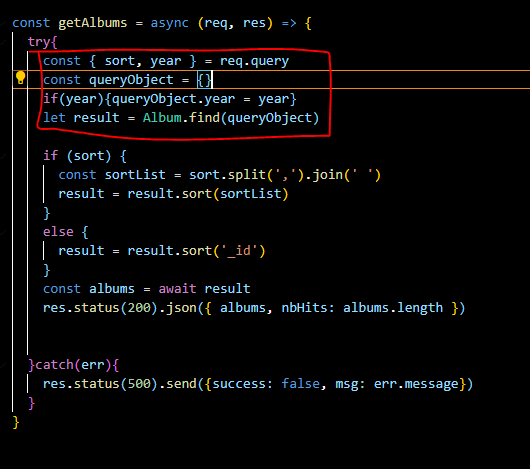 const getAlbums = async (req, res) => {
try{
const { sort, year } = req.query
const queryObject = {}
if(year){queryObject.year = year}
let result = Album.find(queryObject)
if (sort) {
const sortList = sort.split(',').join(' ')
result = result.sort(sortList)
}
else {
result = result.sort('_id')
}
const albums = await result
res.status(200).json({ albums, nbHits: albums.length })
}catch(err){
res.status(500).send({success: false, msg: err.message})
}
}